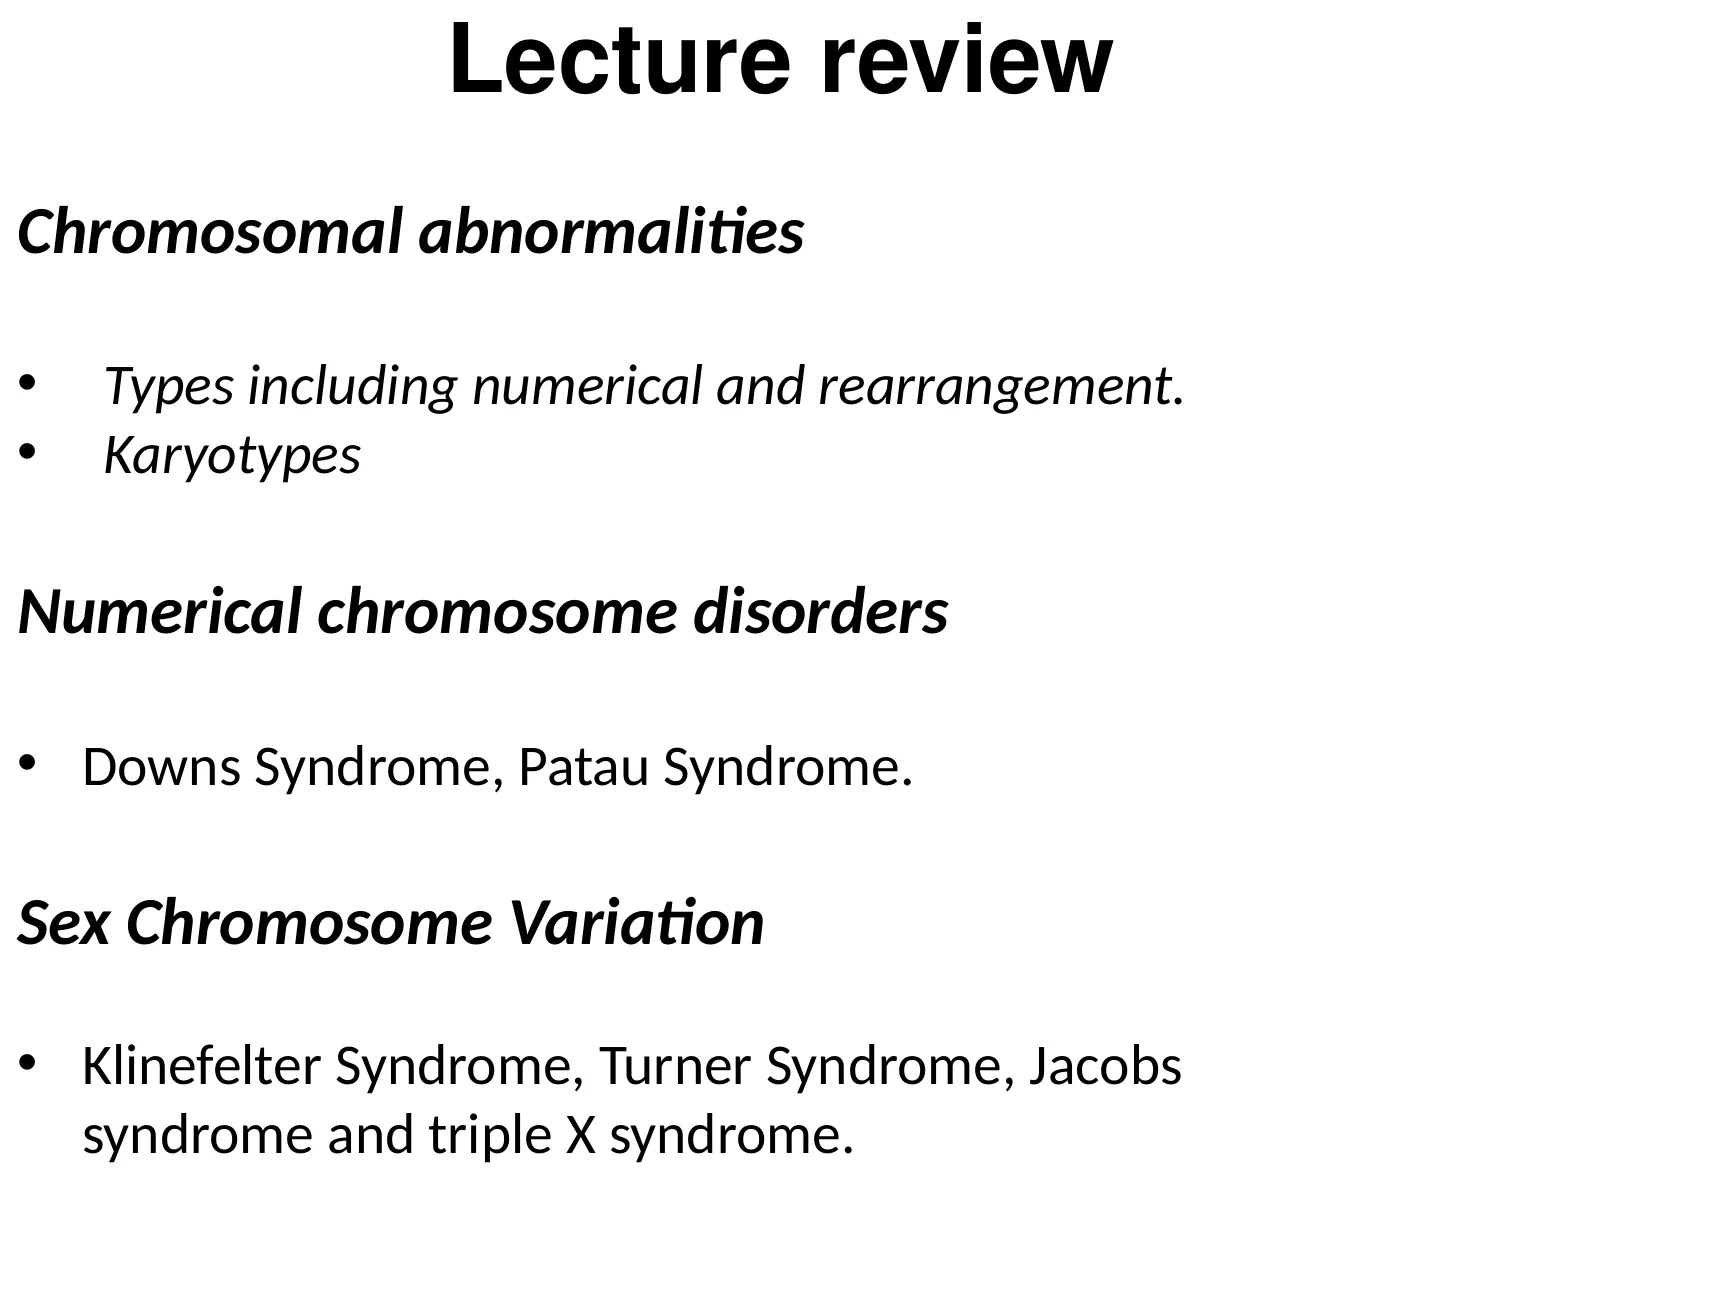 Lecture review
Chromosomal abnormalities
• Types including numerical and rearrangement.
• Karyotypes
Numerical chromosome disorders
• Downs Syndrome, Patau Syndrome.
Sex Chromosome Variation
• Klinefelter Syndrome, Turner Syndrome, Jacobs
syndrome and triple X syndrome.